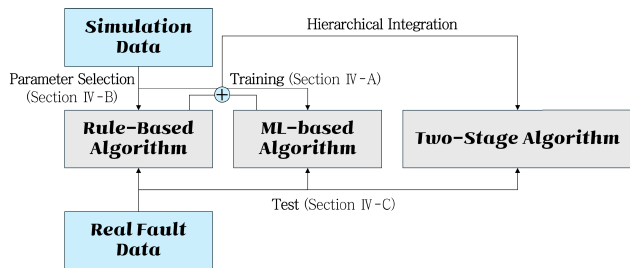 Simulation
Data
Hierarchical Integration
Parameter Selection
(Section IV-B)
Training (Section IV-A)
Rule-Based
Algorithm
ML-based
Algorithm
Two-Stage Algorithm
Test (Section IV-C)
Real Fault
Data